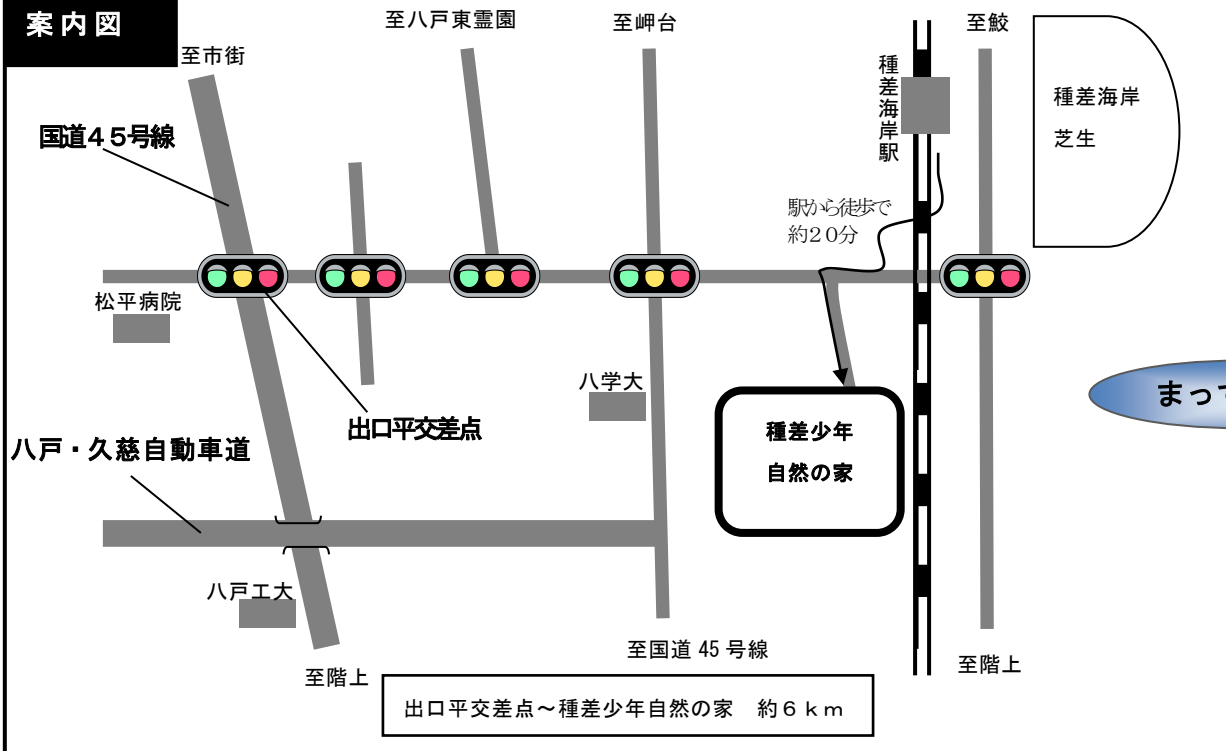 案内図
至市街
至八戸東霊園
至岬台
至鮫
種差海岸駅
種差海岸
芝生
国道45号線
駅から徒歩で
約20分
松平病院
八学大
出口平交差点
種差少年
自然の家
まって
八戸・久慈自動車道
八戸工大
至階上
至国道 45 号線
至階上
出口平交差点～種差少年自然の家　約6km